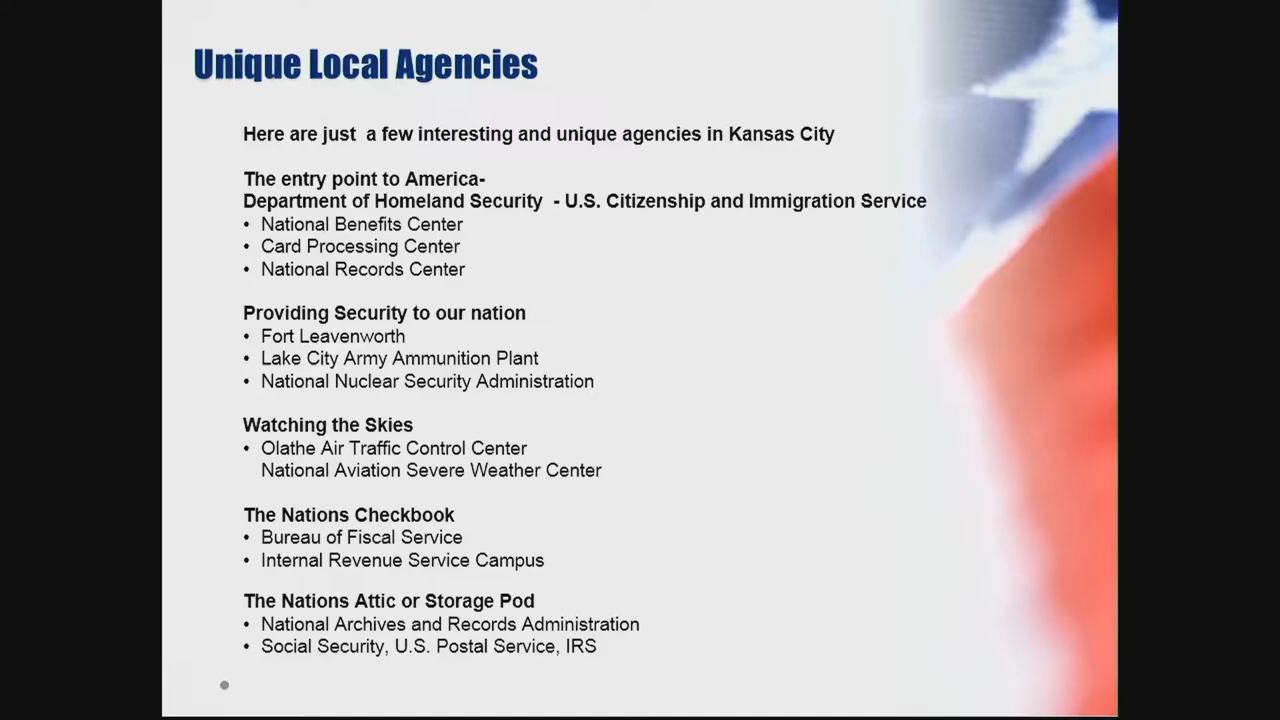 Unique Local Agencies
Here are just a few interesting and unique agencies in Kansas City
The entry point to America-
Department of Homeland Security - U.S. Citizenship and Immigration Service
• National Benefits Center
• Card Processing Center
• National Records Center
Providing Security to our nation
• Fort Leavenworth
• Lake City Army Ammunition Plant
• National Nuclear Security Administration
Watching the Skies
• Olathe Air Traffic Control Center
National Aviation Severe Weather Center
The Nations Checkbook
• Bureau of Fiscal Service
• Internal Revenue Service Campus
The Nations Attic or Storage Pod
• National Archives and Records Administration
• Social Security, U.S. Postal Service, IRS